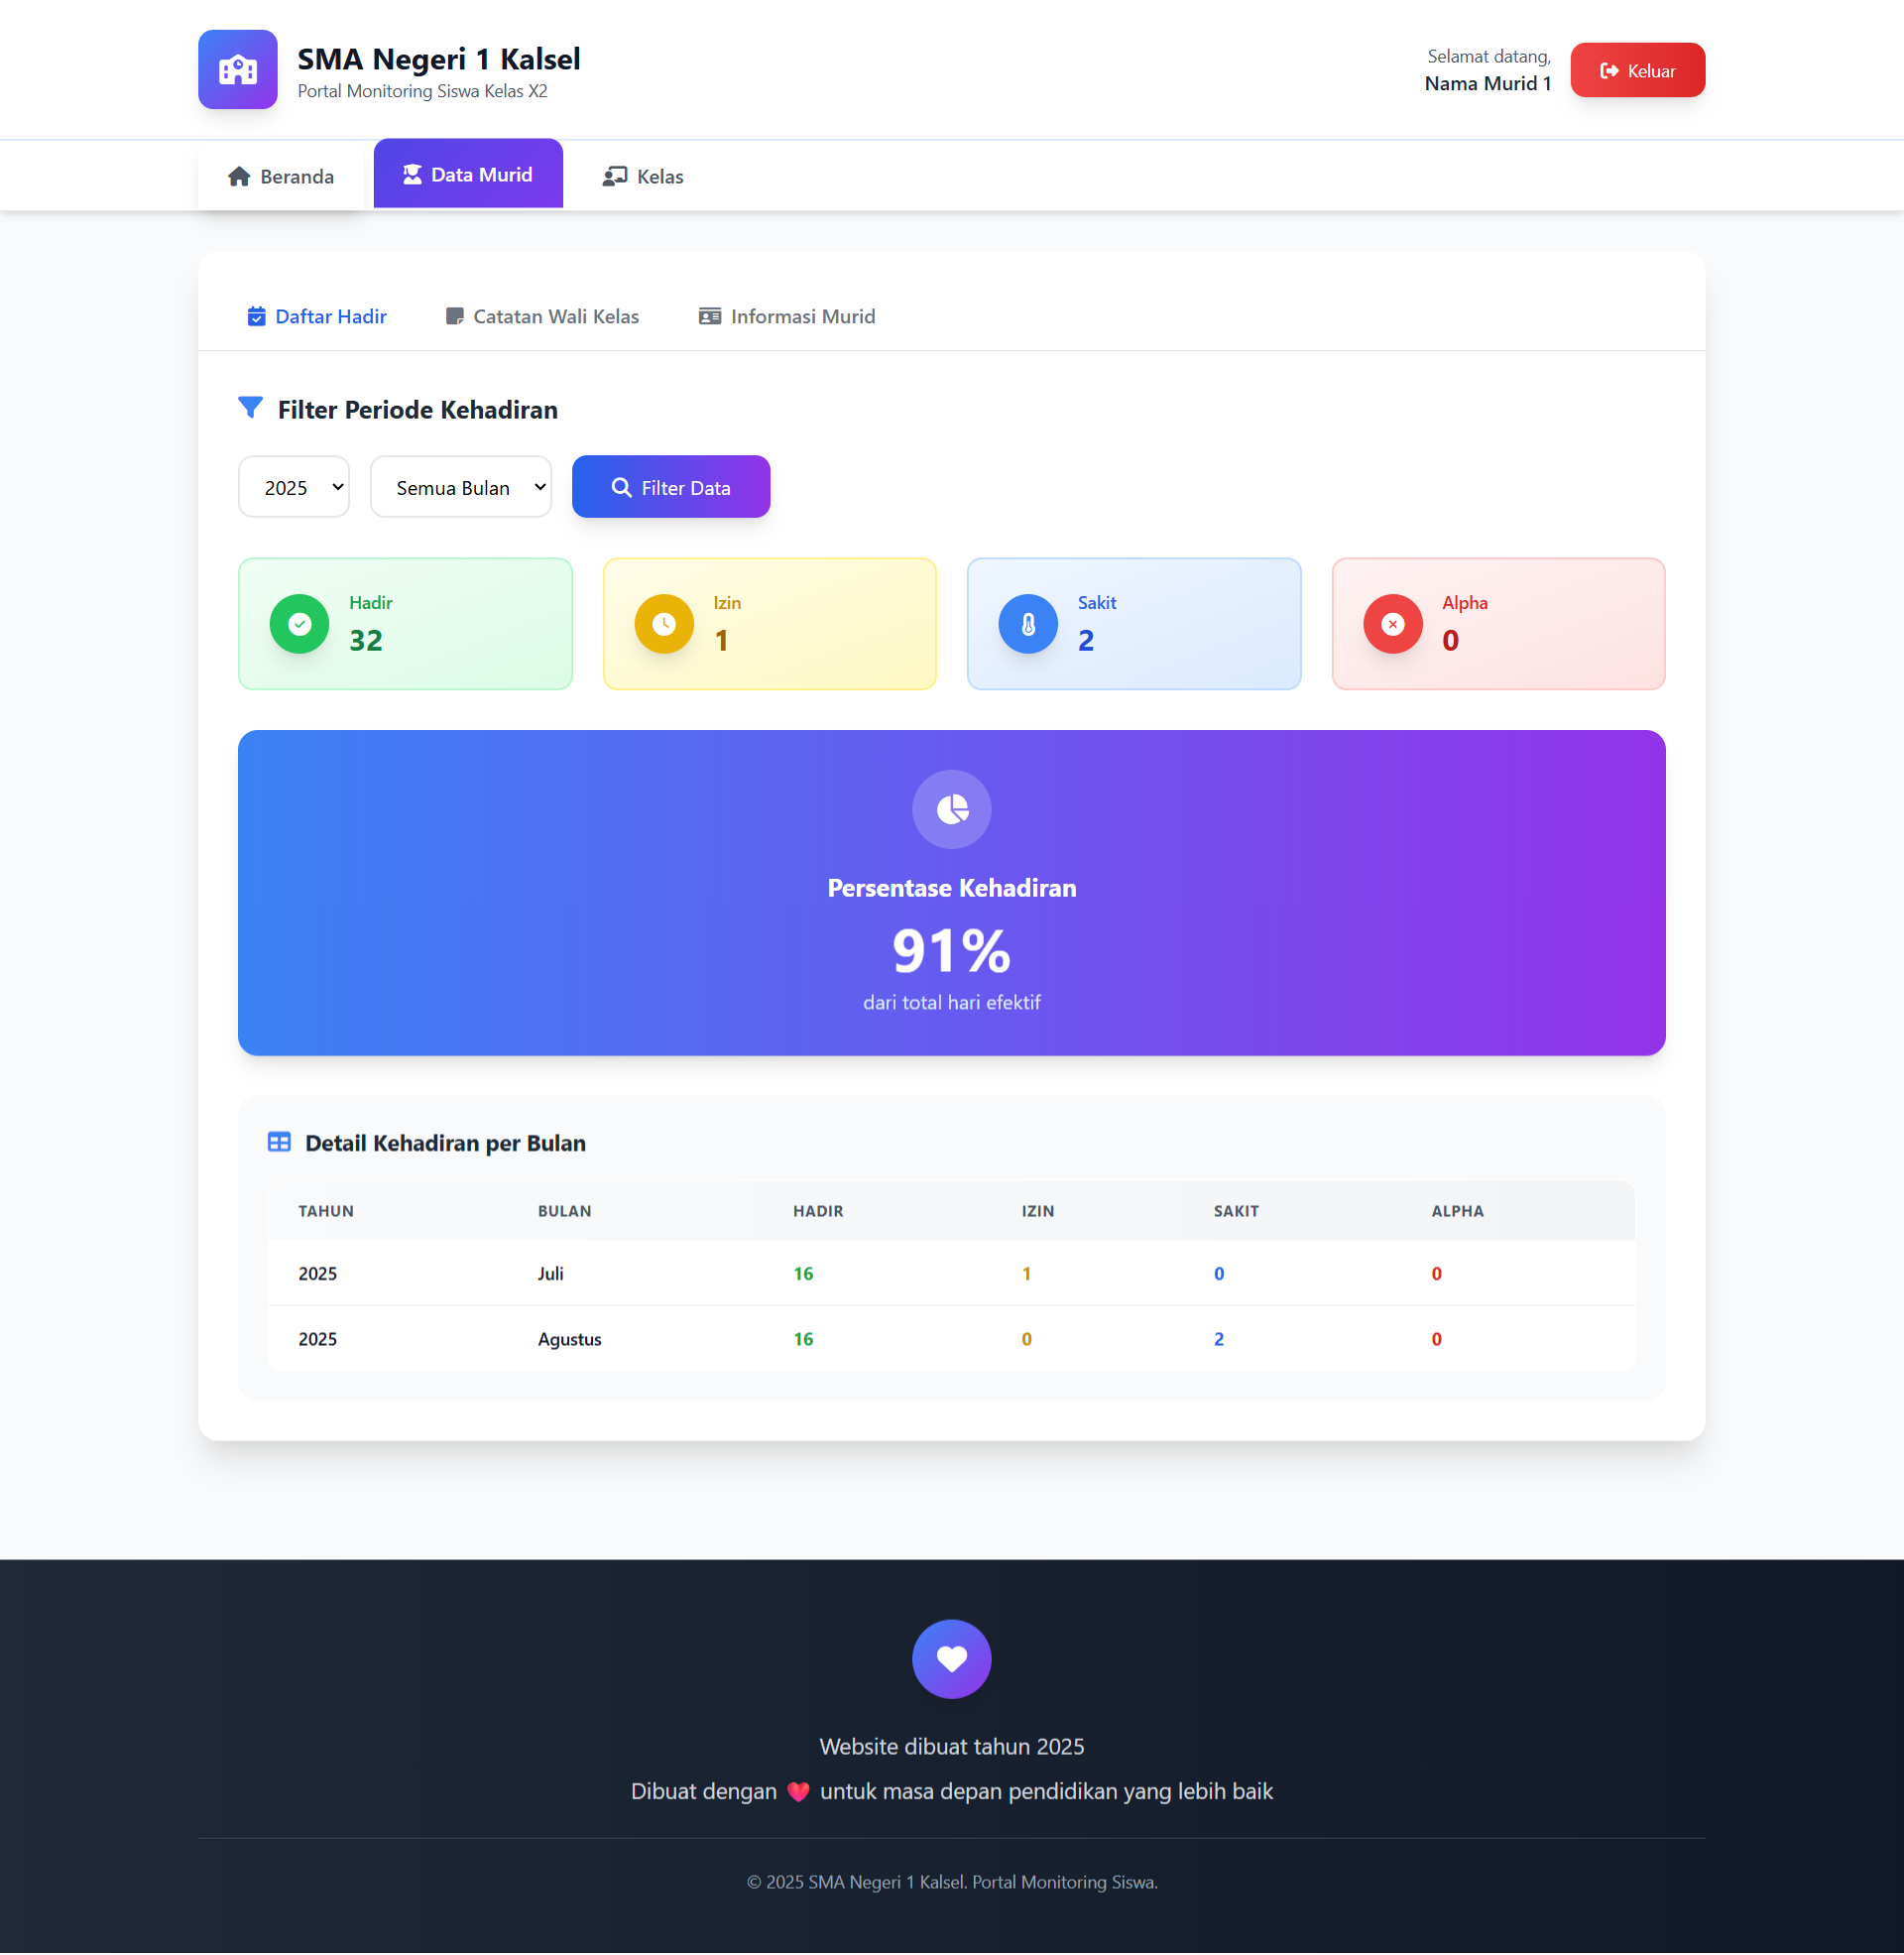 SMA Negeri 1 Kalsel
Portal Monitoring Siswa Kelas X2
Selamat datang,
Nama Murid 1
Keluar
Beranda
Data Murid
Kelas
Daftar Hadir
Catatan Wali Kelas
Informasi Murid
Filter Periode Kehadiran
2025
Semua Bulan
Filter Data
Hadir
32
Izin
1
Sakit
2
Alpha
0
Persentase Kehadiran
91%
dari total hari efektif
Detail Kehadiran per Bulan
TAHUN BULAN HADIR IZIN SAKIT ALPHA
2025 Juli 16 1 0 0
2025 Agustus 16 0 2 0
Website dibuat tahun 2025
Dibuat dengan ❤️ untuk masa depan pendidikan yang lebih baik
© 2025 SMA Negeri 1 Kalsel. Portal Monitoring Siswa.